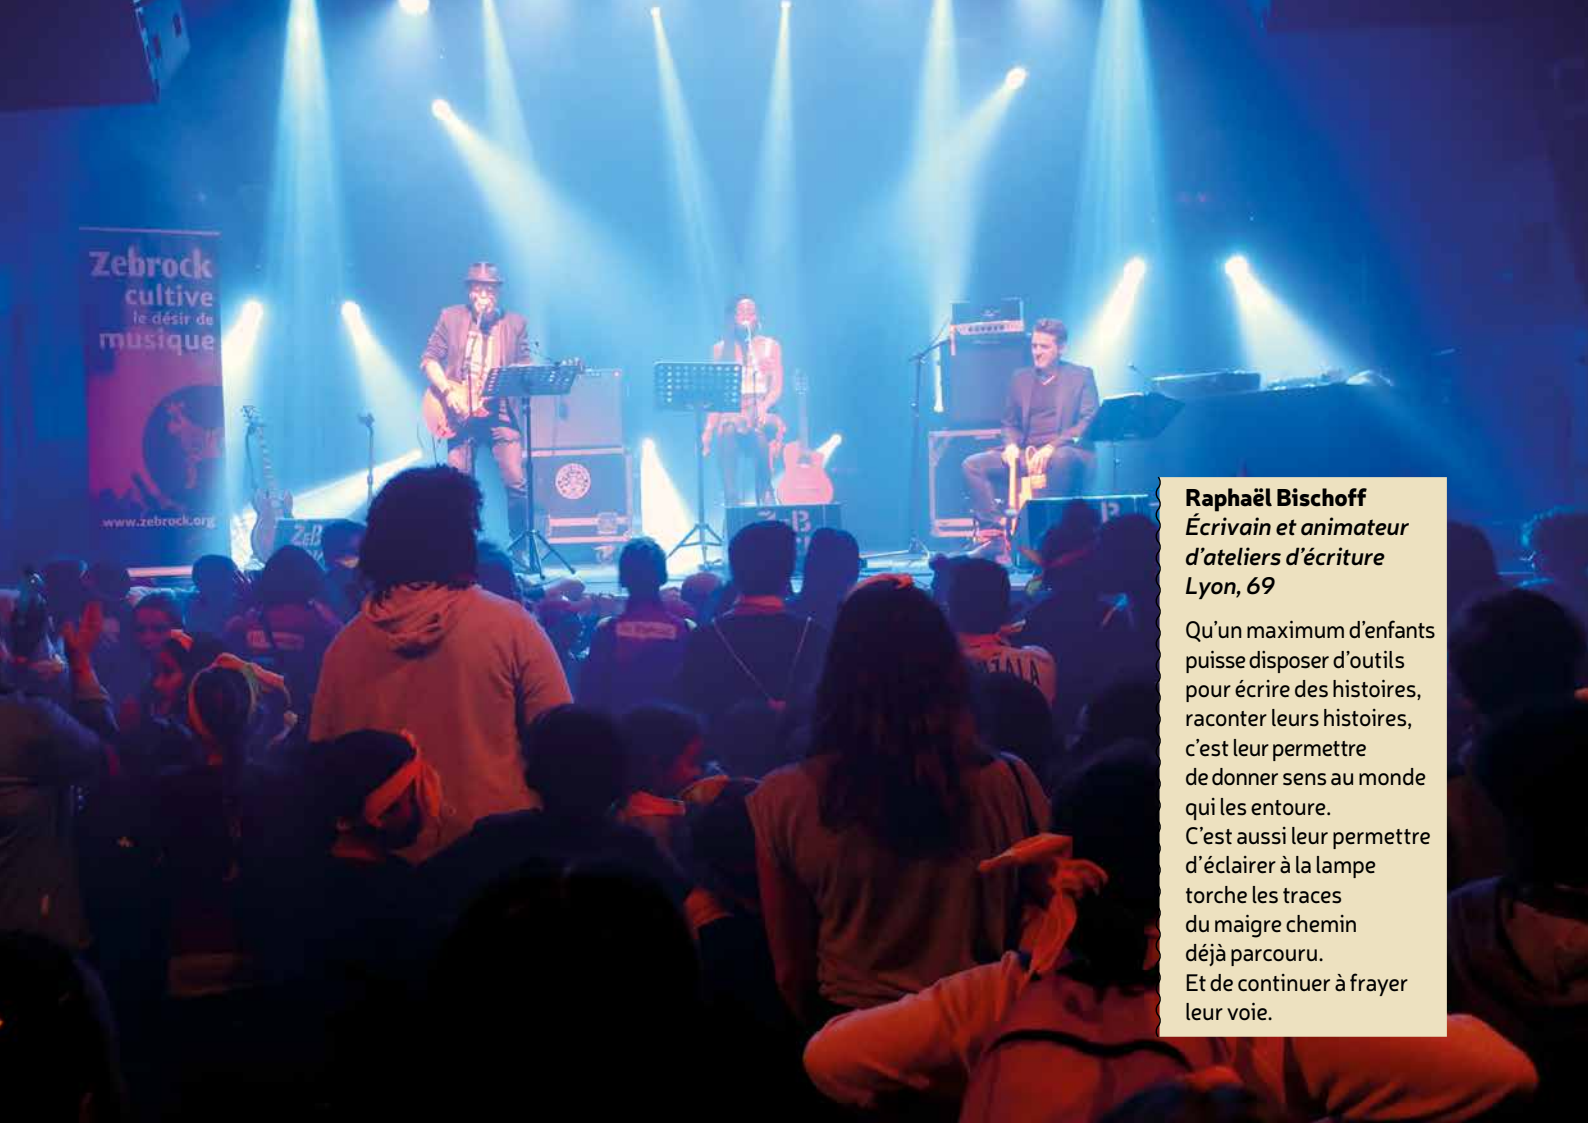 Zebrock
cultive
le désir de
musique
www.zebrock.org
Raphaël Bischoff
Écrivain et animateur
d’ateliers d’écriture
Lyon, 69
Qu’un maximum d’enfants
puisse disposer d’outils
pour écrire des histoires,
raconter leurs histoires,
c’est leur permettre
de donner sens au monde
qui les entoure.
C’est aussi leur permettre
d’éclairer à la lampe
torche les traces
du maigre chemin
déjà parcouru.
Et de continuer à frayer
leur voie.